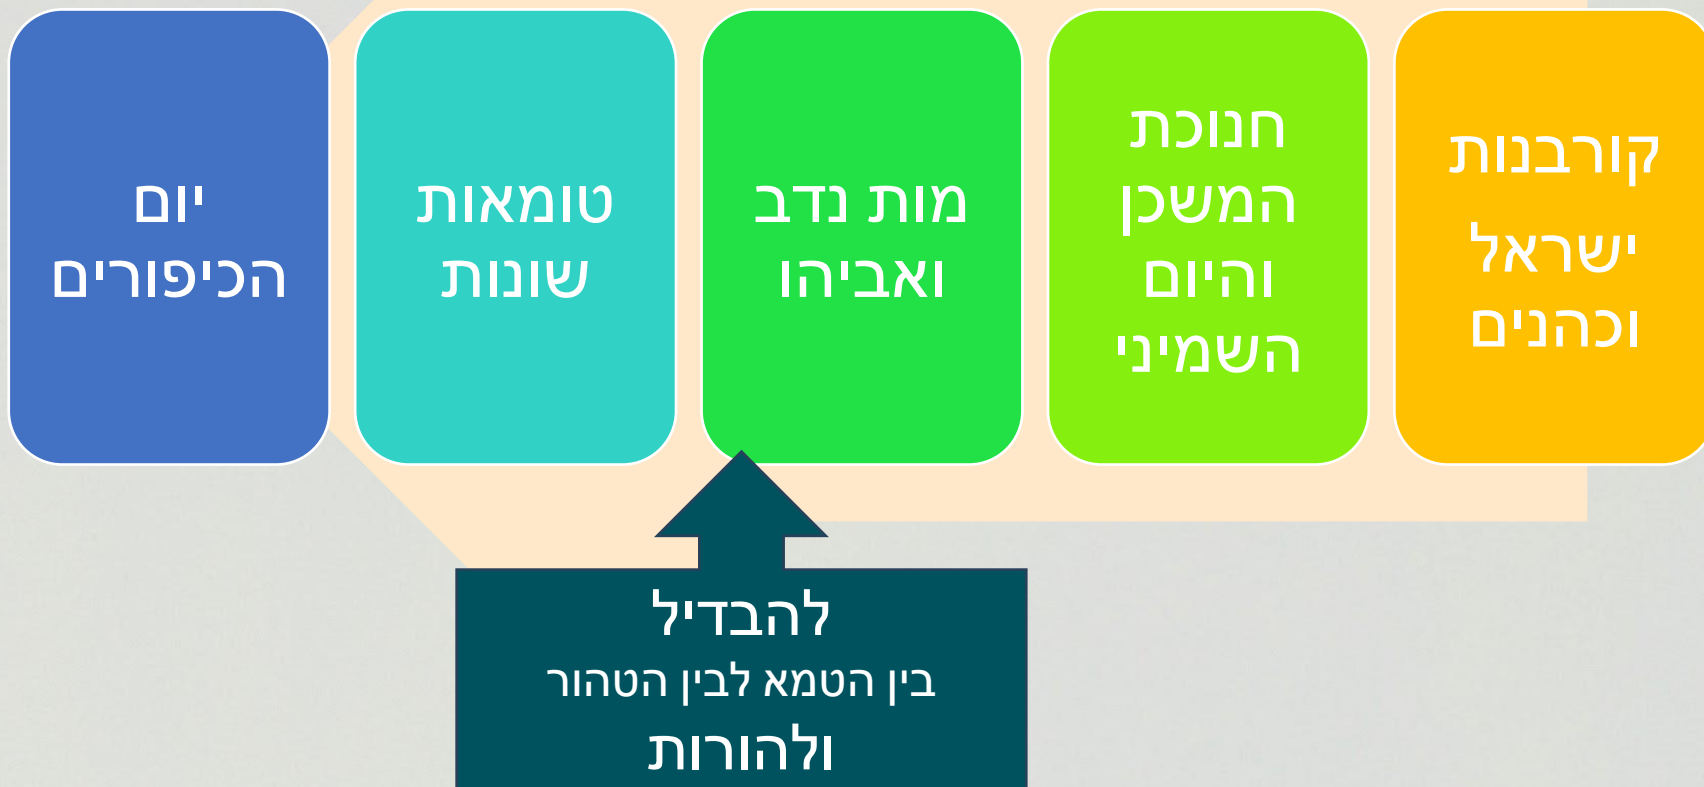 קורבנות
ישראל
וכהנים
חנוכת
המשכן
והיום
השמיני
מות נדב
ואביהו
טומאות
שונות
יום
הכיפורים
להבדיל
בין הטמא לבין הטהור
ולהורות